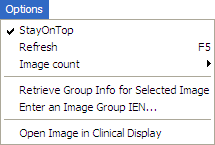 Options
StayOnTop
Refresh F5
Image count
Retrieve Group Info for Selected Image
Enter an Image Group IEN...
Open Image in Clinical Display